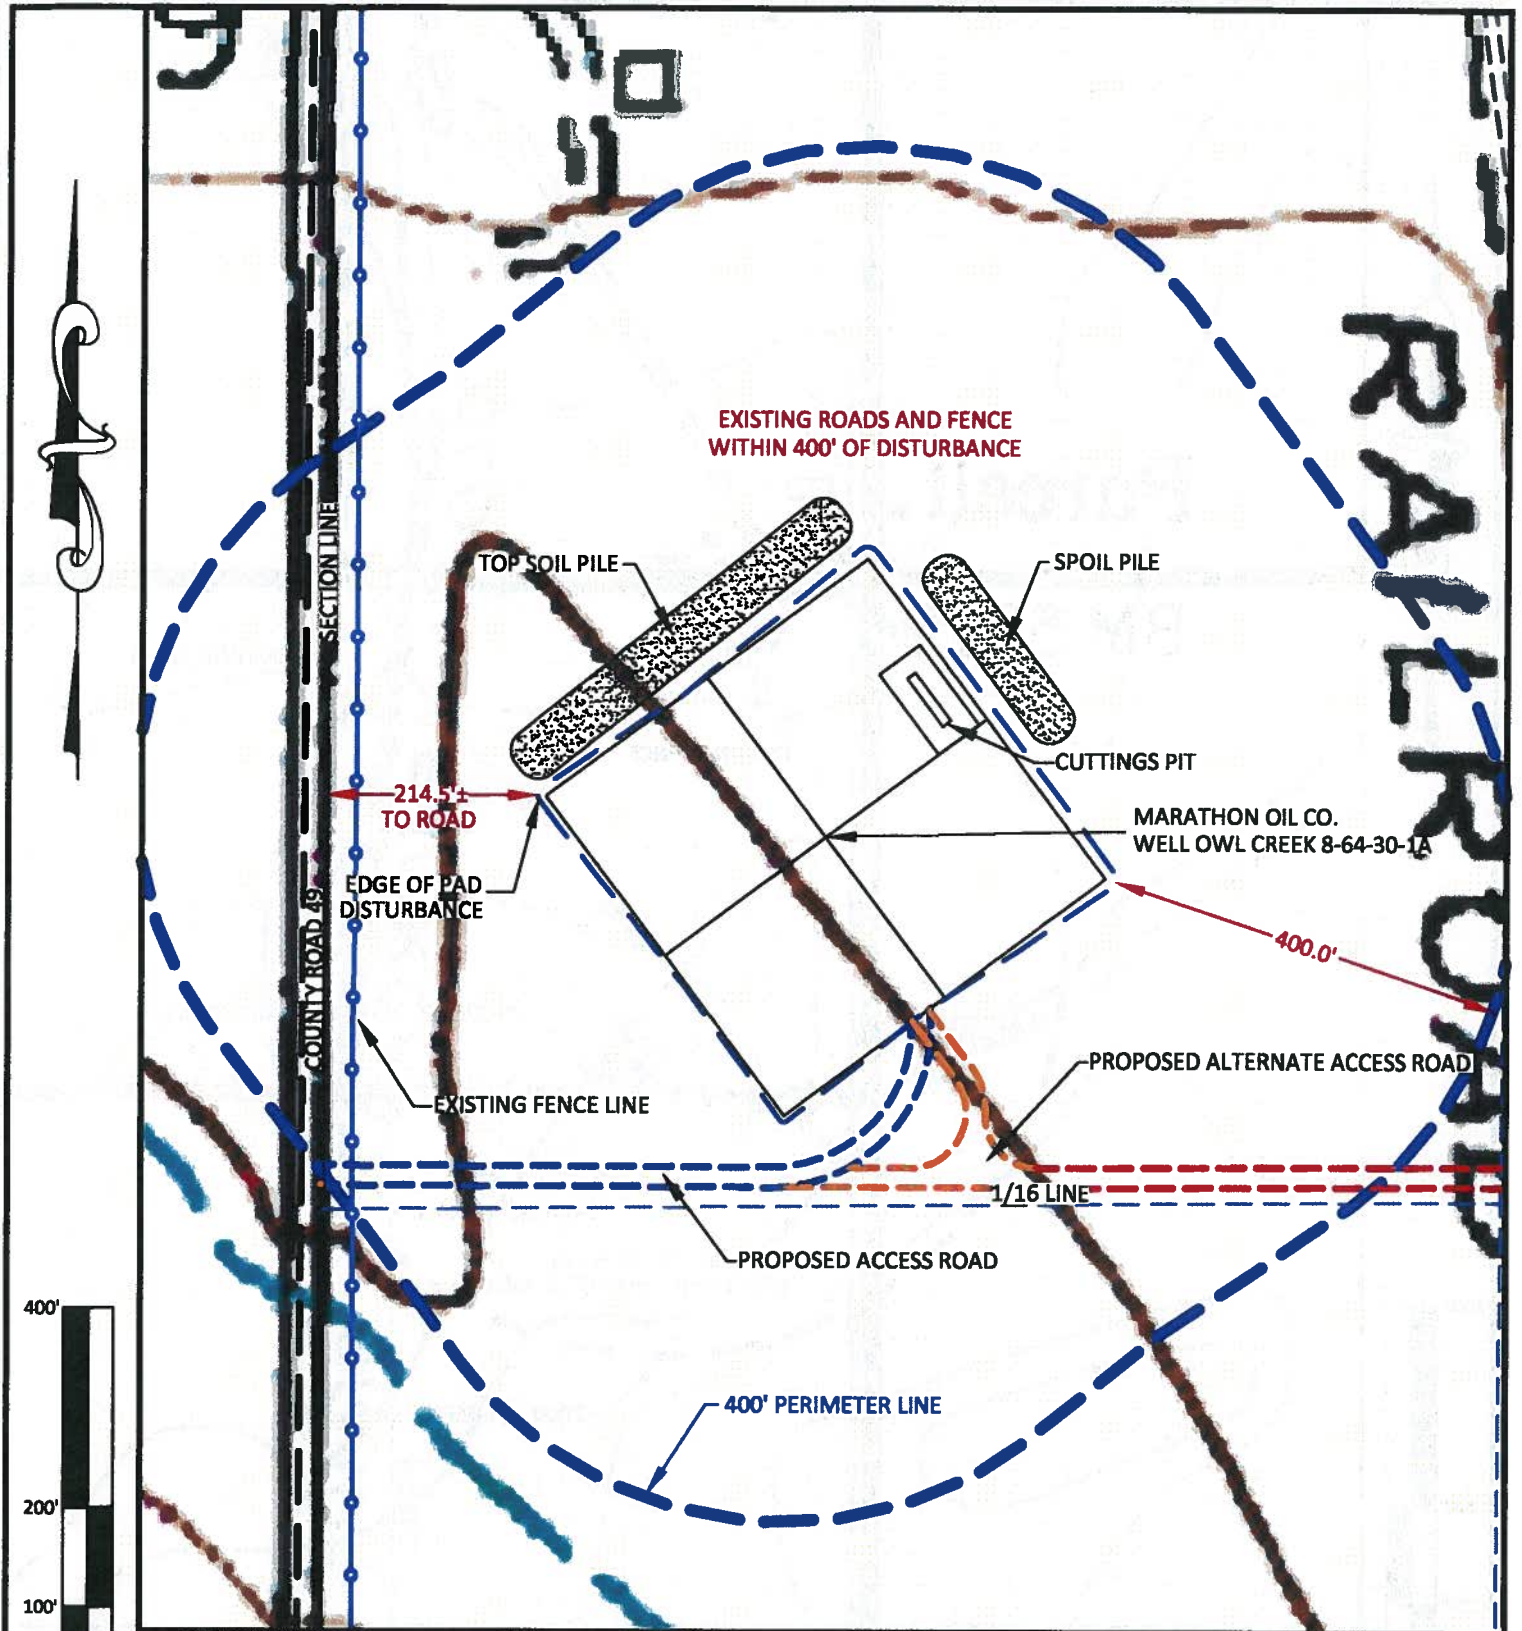 EXISTING ROADS AND FENCE
WITHIN 400' OF DISTURBANCE
RAILROAD
SECTION LINE
TOP SOIL PILE
SPOIL PILE
CUTTINGS PIT
214.5'±
TO ROAD
MARATHON OIL CO.
WELL OWL CREEK 8-64-30-1A
EDGE OF PAD
DISTURBANCE
COUNTY ROAD 49
400.0'
PROPOSED ALTERNATE ACCESS ROAD
EXISTING FENCE LINE
1/16 LINE
PROPOSED ACCESS ROAD
400' PERIMETER LINE
400'
200'
100'